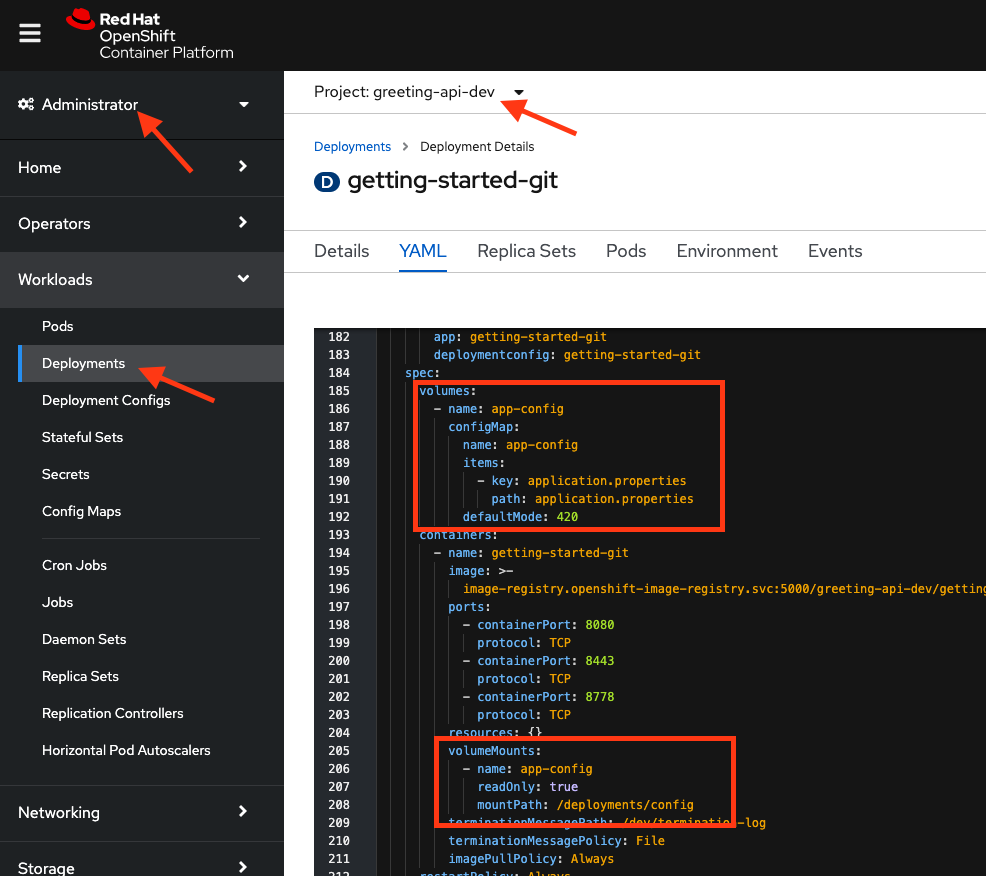 Red Hat
OpenShift
Container Platform
Administrator
Home
Operators
Workloads
Pods
Deployments
Deployment Configs
Stateful Sets
Secrets
Config Maps
Cron Jobs
Jobs
Daemon Sets
Replica Sets
Replication Controllers
Horizontal Pod Autoscalers
Networking
Storage
Project: greeting-api-dev
Deployments > Deployment Details
D getting-started-git
Details YAML Replica Sets Pods Environment Events
182 app: getting-started-git
183 deploymentconfig: getting-started-git
184 spec:
185 volumes:
186 - name: app-config
187 configMap:
188 name: app-config
189 items:
190 - key: application.properties
191 path: application.properties
192 defaultMode: 420
193 containers:
194 - name: getting-started-git
195 image: >-
196 image-registry.openshift-image-registry.svc:5000/greeting-api-dev/getting
197 ports:
198 - containerPort: 8080
199 protocol: TCP
200 - containerPort: 8443
201 protocol: TCP
202 - containerPort: 8778
203 protocol: TCP
204 resources: {}
205 volumeMounts:
206 - name: app-config
207 readOnly: true
208 mountPath: /deployments/config
209 terminationMessagePath: /dev/termination-log
210 terminationMessagePolicy: File
211 imagePullPolicy: Always
212 restartPolicy: Always